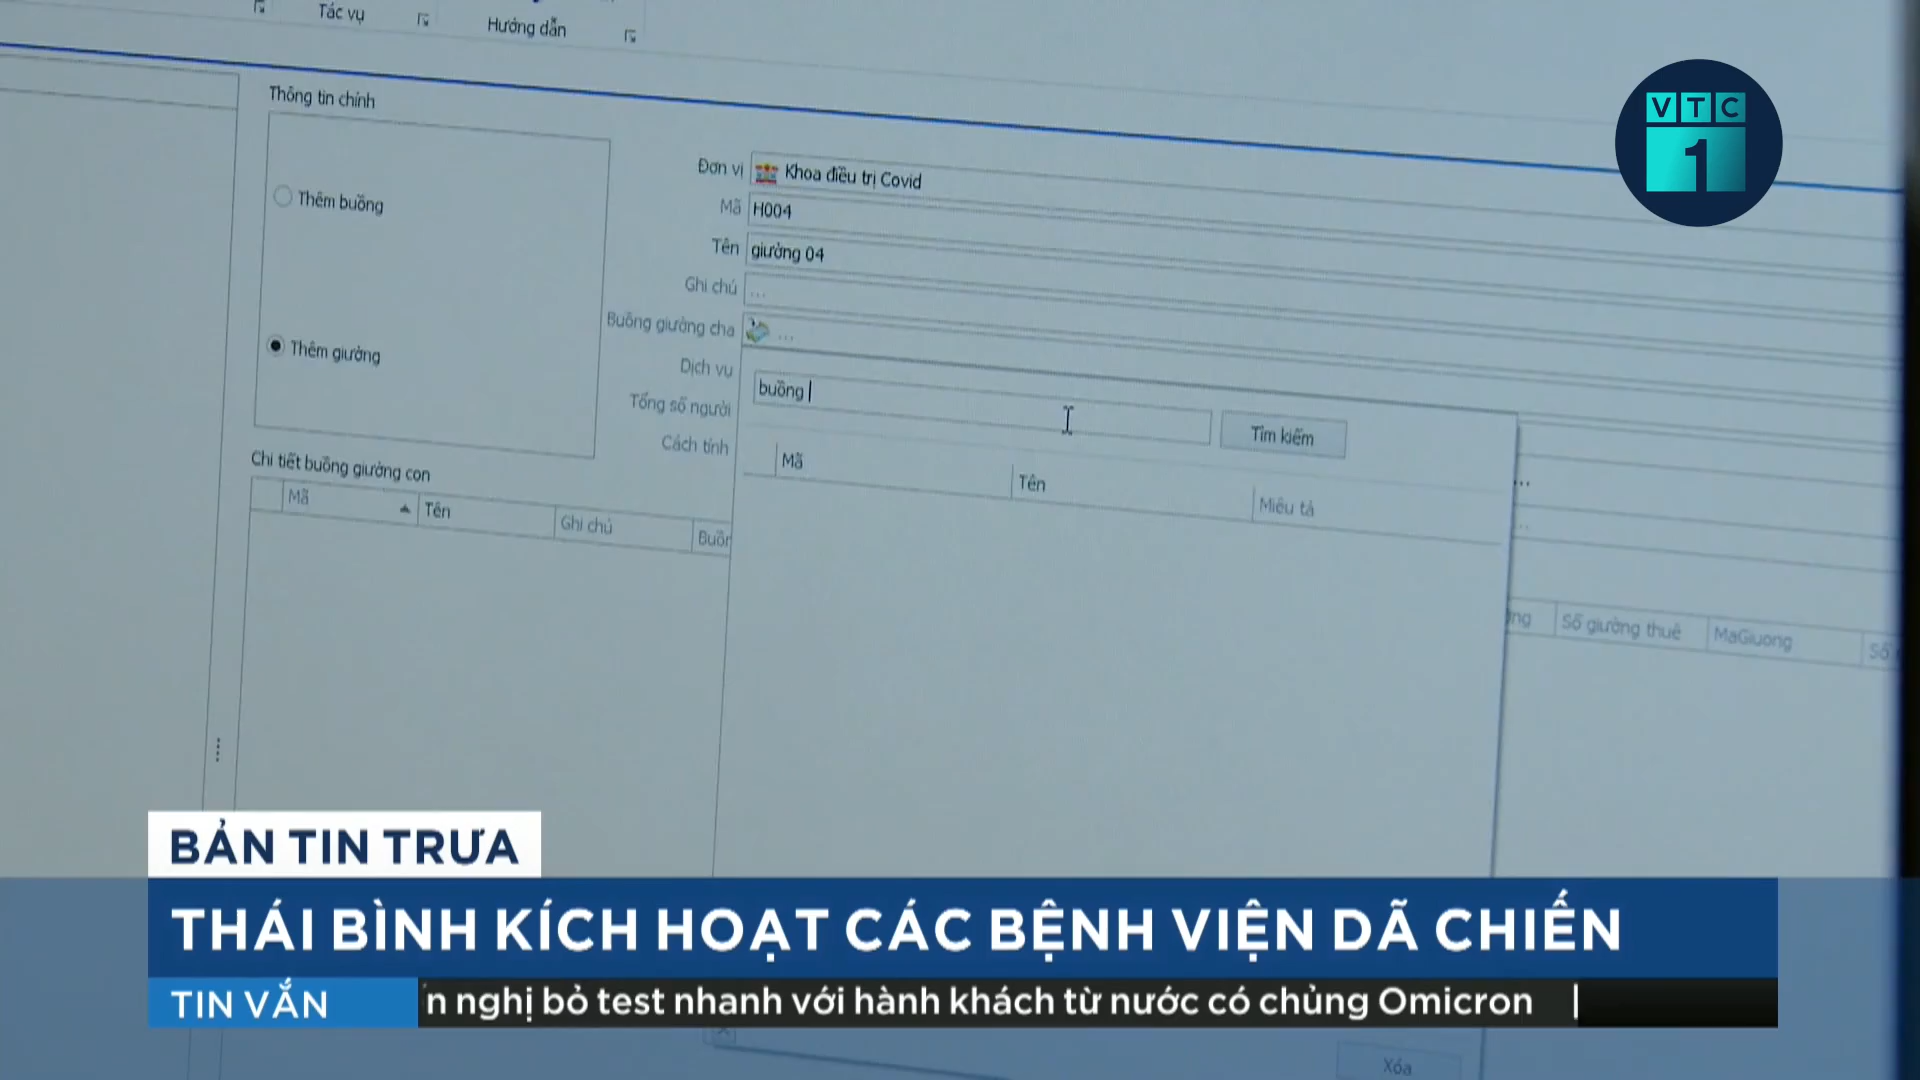 Tác vụ
Hướng dẫn
Thông tin chính
Thêm buồng
Thêm giường
Đơn vị Khoa điều trị Covid
Mã H004
Tên giường 04
Ghi chú ...
Buồng giường cha ...
Dịch vụ
Tổng số người
Cách tính
buồng
Tìm kiếm
Mã Tên Miêu tả
Chi tiết buồng giường con
Mã Tên Ghi chú
Số giường thuê MaGiuong Số
Xóa
VTC
1
BẢN TIN TRƯA
THÁI BÌNH KÍCH HOẠT CÁC BỆNH VIỆN DÃ CHIẾN
TIN VẮN
nghị bỏ test nhanh với hành khách từ nước có chủng Omicron |